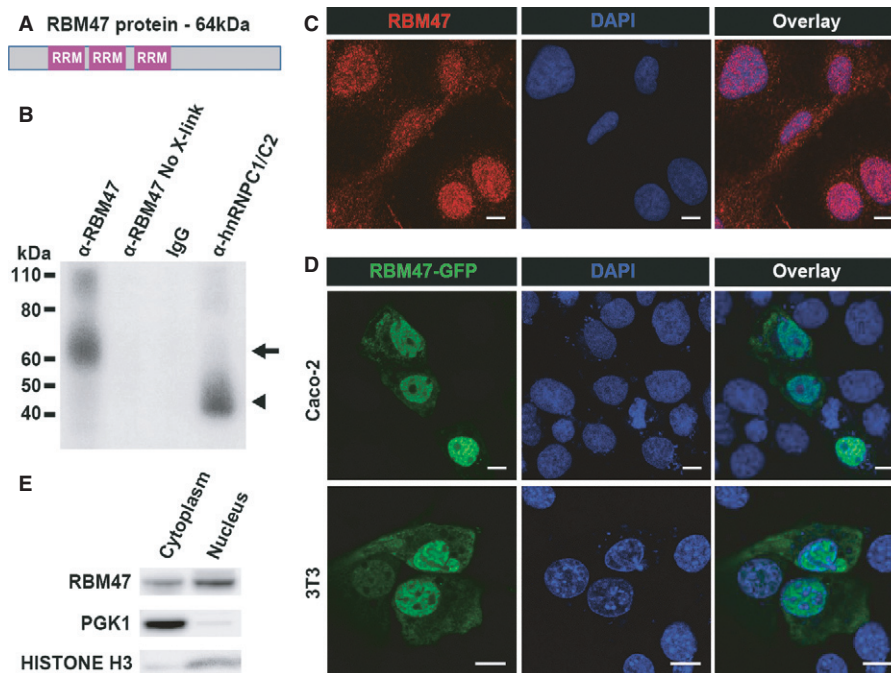 A RBM47 protein - 64kDa
RRM RRM RRM
B
α-RBM47
α-RBM47 No X-link
IgG
α-hnRNPC1/C2
kDa
110
80
60
50
40
C
RBM47 DAPI Overlay
D
RBM47-GFP DAPI Overlay
Caco-2
3T3
E
Cytoplasm
Nucleus
RBM47
PGK1
HISTONE H3